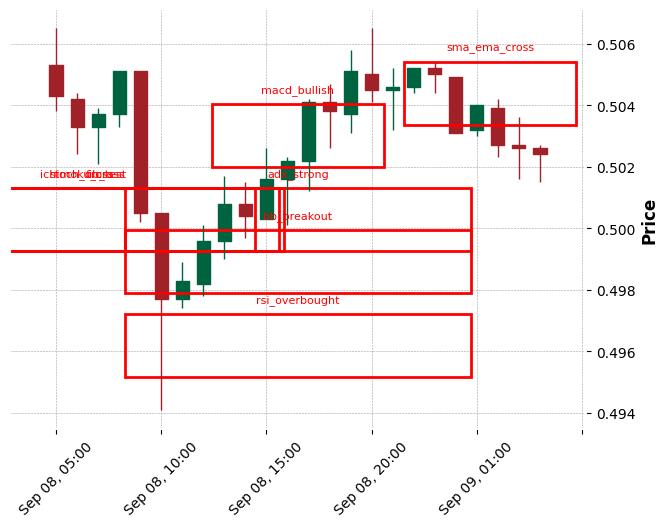 sma_ema_cross
0.506
macd_bullish
0.504
0.502
adx_strong
Price
0.500
rsi_overbought
0.498
0.496
0.494
Sep 08, 05:00
Sep 08, 10:00
Sep 08, 15:00
Sep 08, 20:00
Sep 09, 01:00